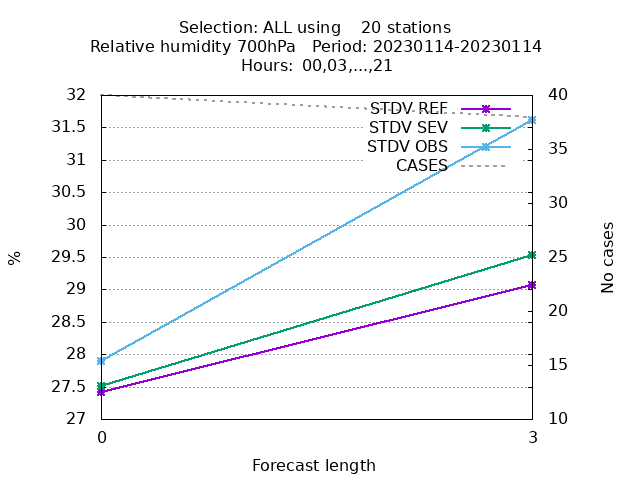 Selection: ALL using    20 stations
Relative humidity 700hPa   Period: 20230114-20230114
Hours:  00,03,...,21
32
31.5
31
30.5
30
29.5
29
28.5
28
27.5
27
%
STDV REF
STDV SEV
STDV OBS
CASES
40
35
30
25
20
15
10
No cases
0
3
Forecast length